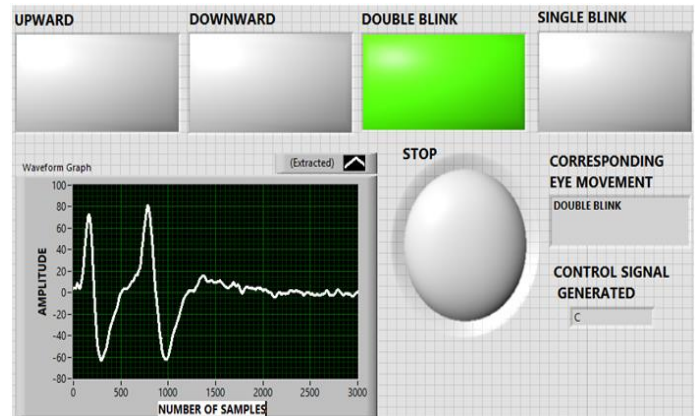 UPWARD
DOWNWARD
DOUBLE BLINK
SINGLE BLINK
Waveform Graph
(Extracted)
100
80
60
40
20
0
-20
-40
-60
-80
AMPLITUDE
0 500 1000 1500 2000 2500 3000
NUMBER OF SAMPLES
STOP
CORRESPONDING
EYE MOVEMENT
DOUBLE BLINK
CONTROL SIGNAL
GENERATED
C